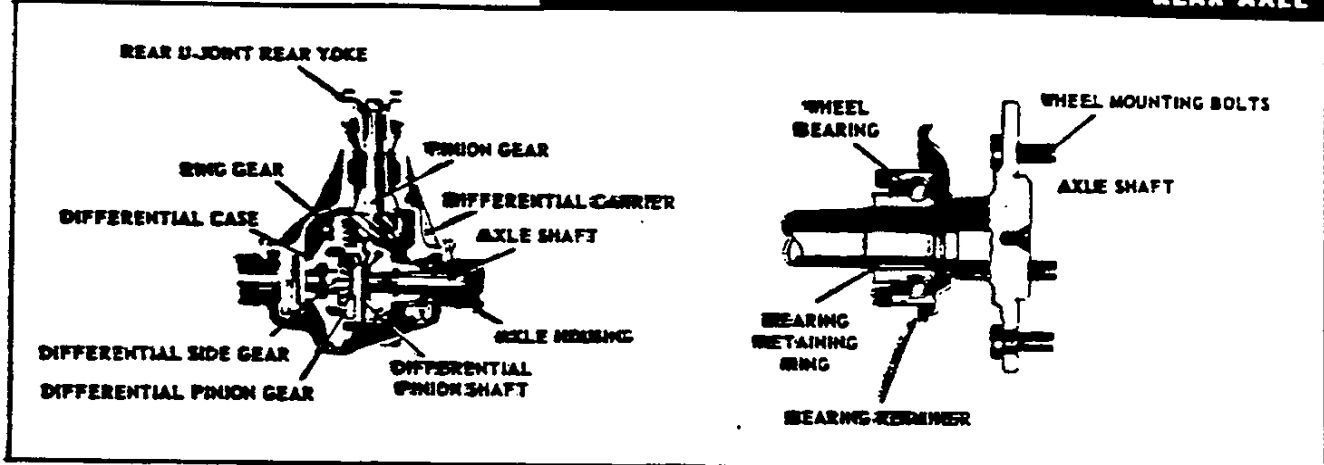 REAR AXLE
REAR U-JOINT REAR YOKE
PINION GEAR
RING GEAR
DIFFERENTIAL CARRIER
DIFFERENTIAL CASE
AXLE SHAFT
AXLE HOUSING
DIFFERENTIAL SIDE GEAR
DIFFERENTIAL
PINION SHAFT
DIFFERENTIAL PINION GEAR
WHEEL
BEARING
WHEEL MOUNTING BOLTS
AXLE SHAFT
BEARING
RETAINING
RING
BEARING RETAINER